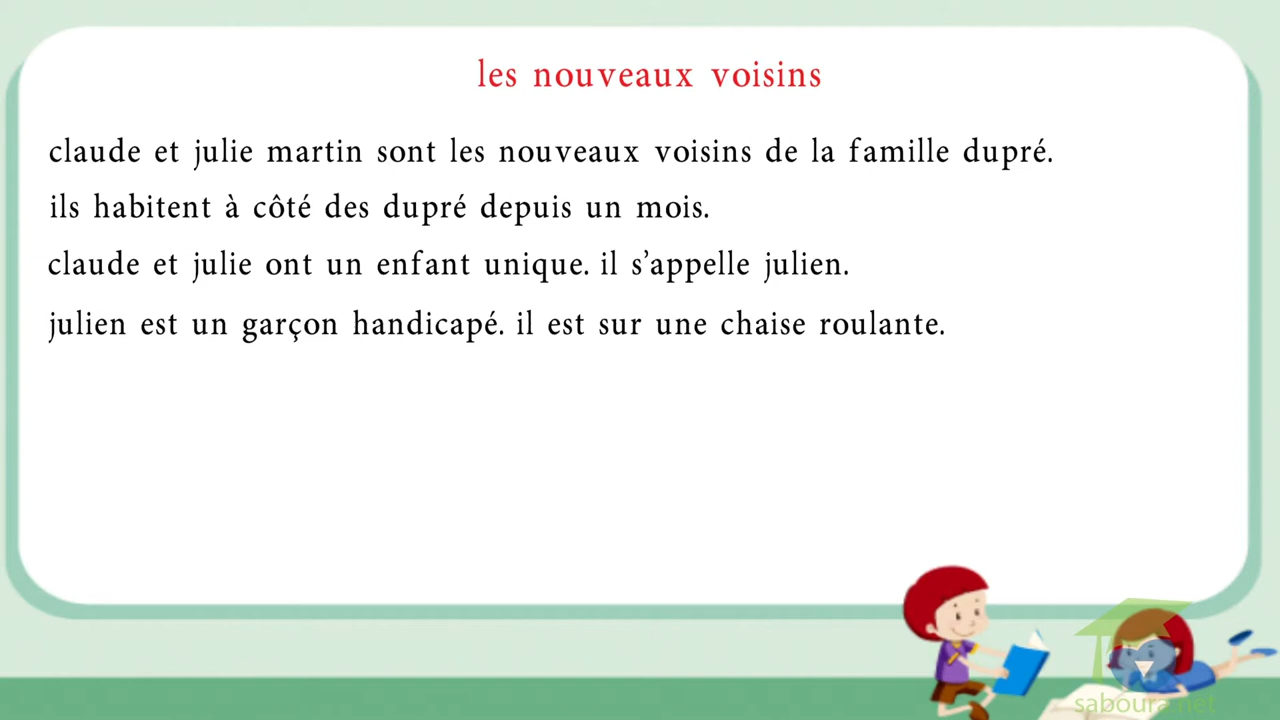 les nouveaux voisins
claude et julie martin sont les nouveaux voisins de la famille dupré.
ils habitent à côté des dupré depuis un mois.
claude et julie ont un enfant unique. il s'appelle julien.
julien est un garçon handicapé. il est sur une chaise roulante.
saboura.net